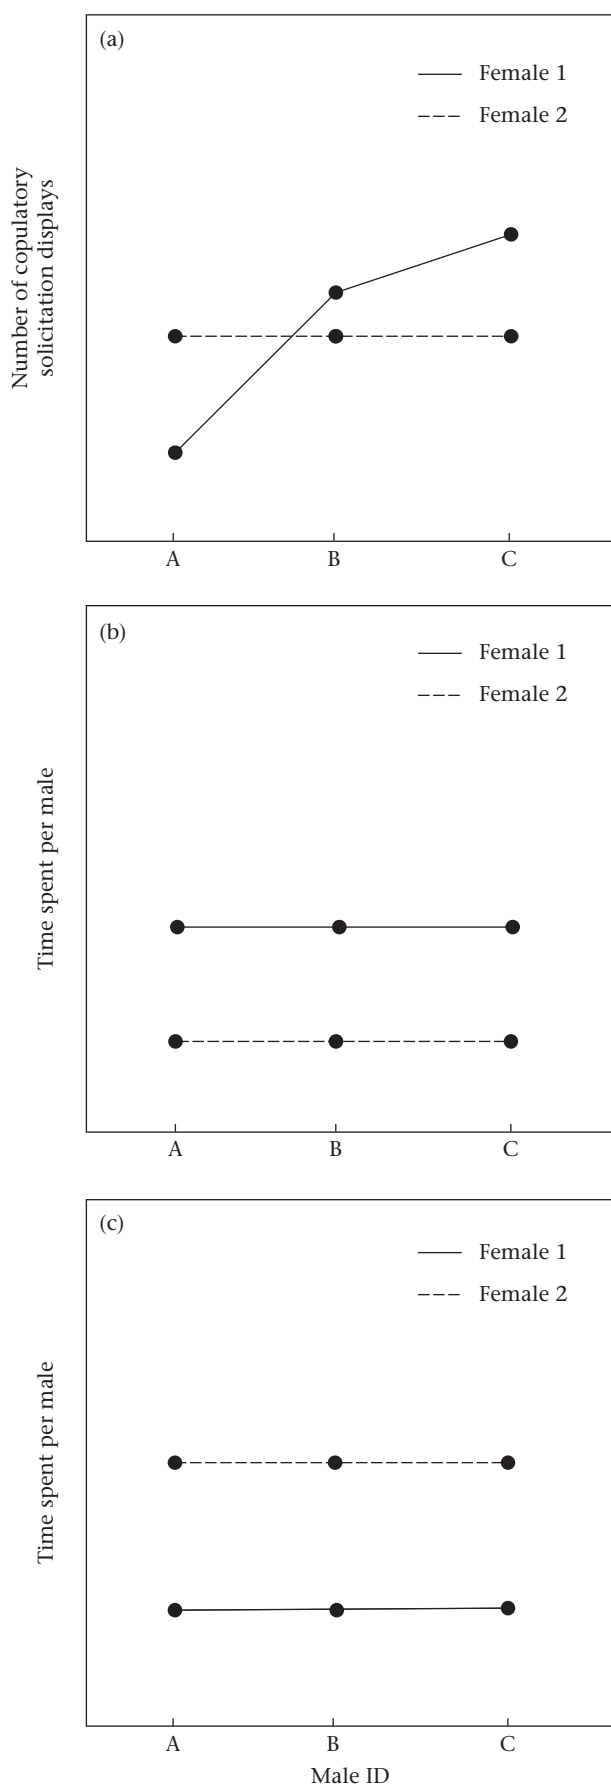 (a)
Female 1
Female 2
Number of copulatory
solicitation displays
A B C
(b)
Female 1
Female 2
Time spent per male
A B C
(c)
Female 1
Female 2
Time spent per male
A B C
Male ID